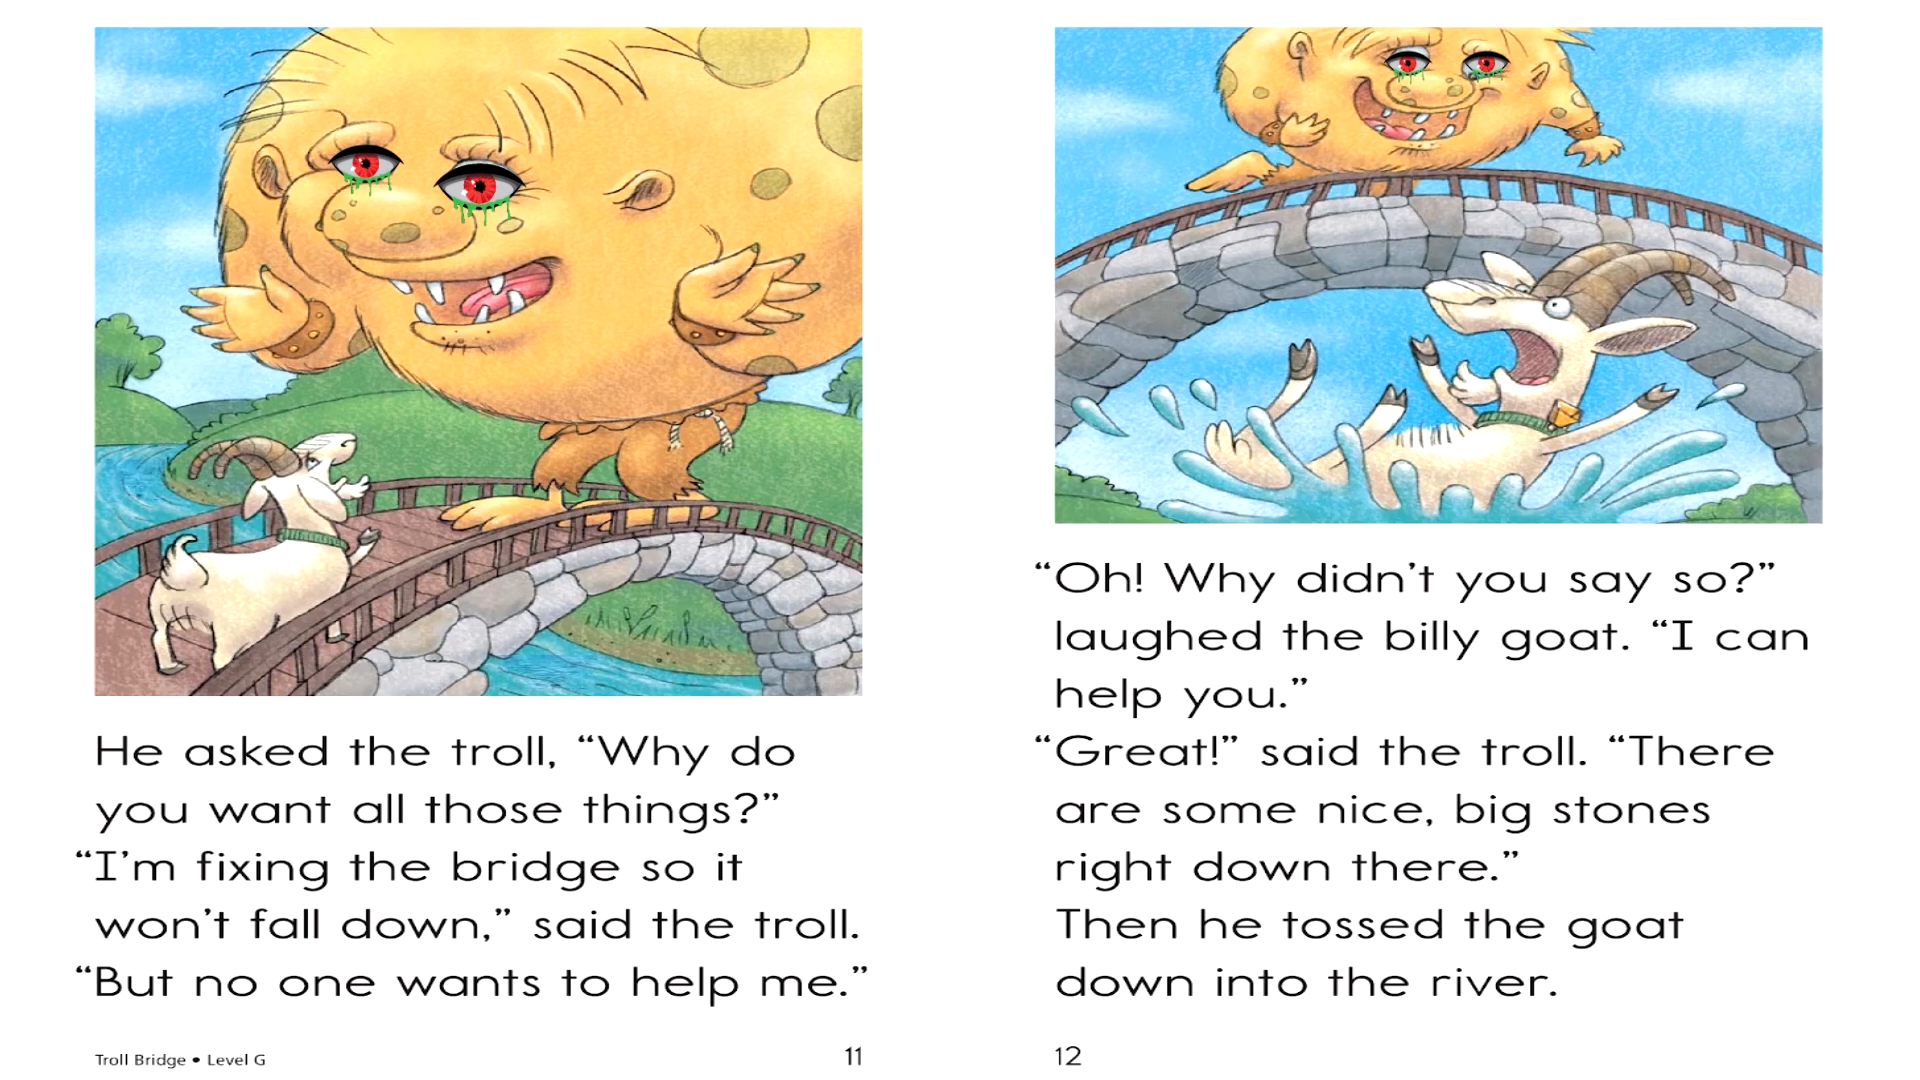 He asked the troll, “Why do
you want all those things?”
“I’m fixing the bridge so it
won’t fall down,” said the troll.
“But no one wants to help me.”
Troll Bridge • Level G
11
“Oh! Why didn’t you say so?”
laughed the billy goat. “I can
help you.”
“Great!” said the troll. “There
are some nice, big stones
right down there.”
Then he tossed the goat
down into the river.
12